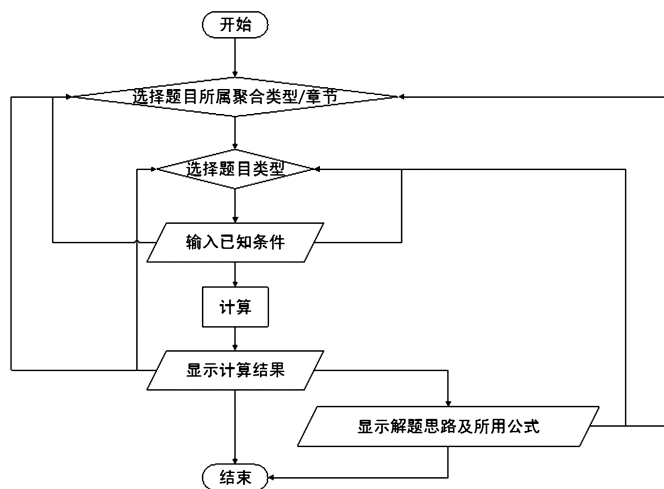 开始
选择题目所属聚合类型/章节
选择题目类型
输入已知条件
计算
显示计算结果
显示解题思路及所用公式
结束